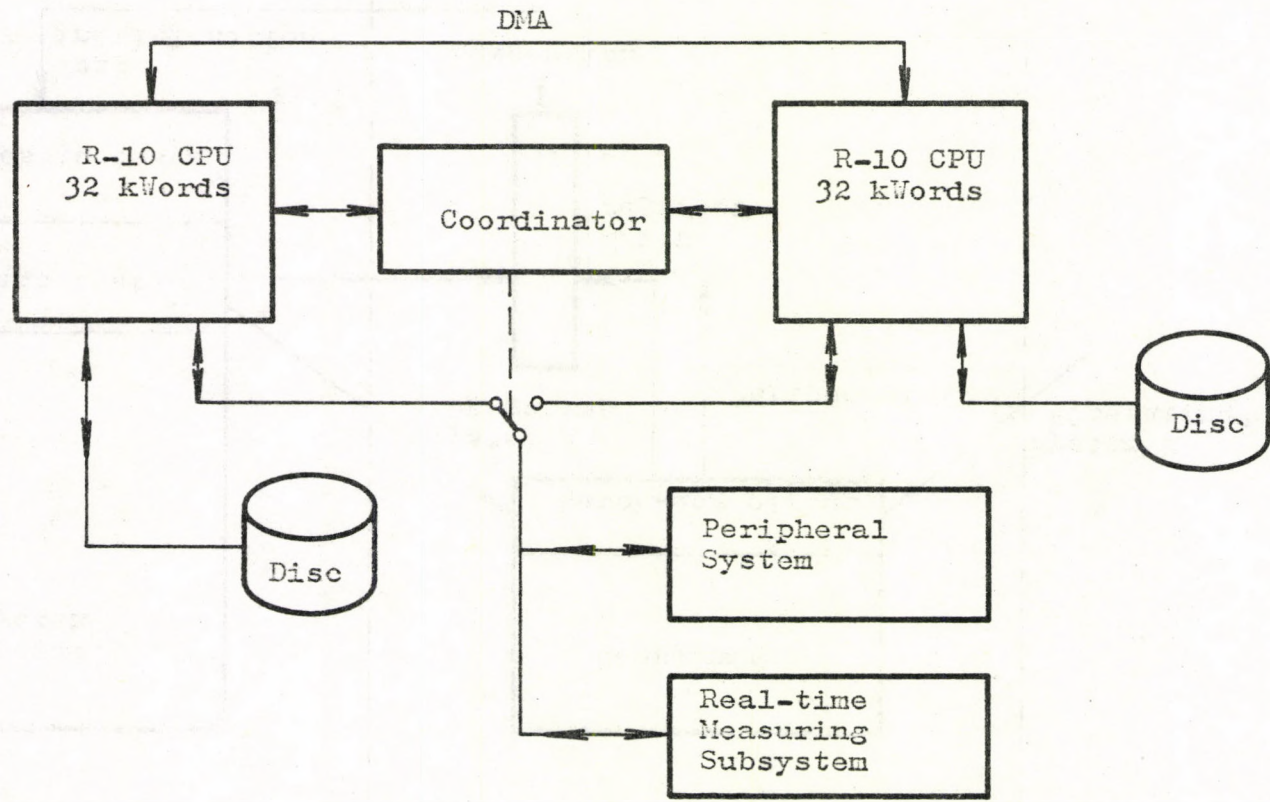 DMA
R-10 CPU
32 kWords
Coordinator
R-10 CPU
32 kWords
Disc
Disc
Peripheral
System
Real-time
Measuring
Subsystem